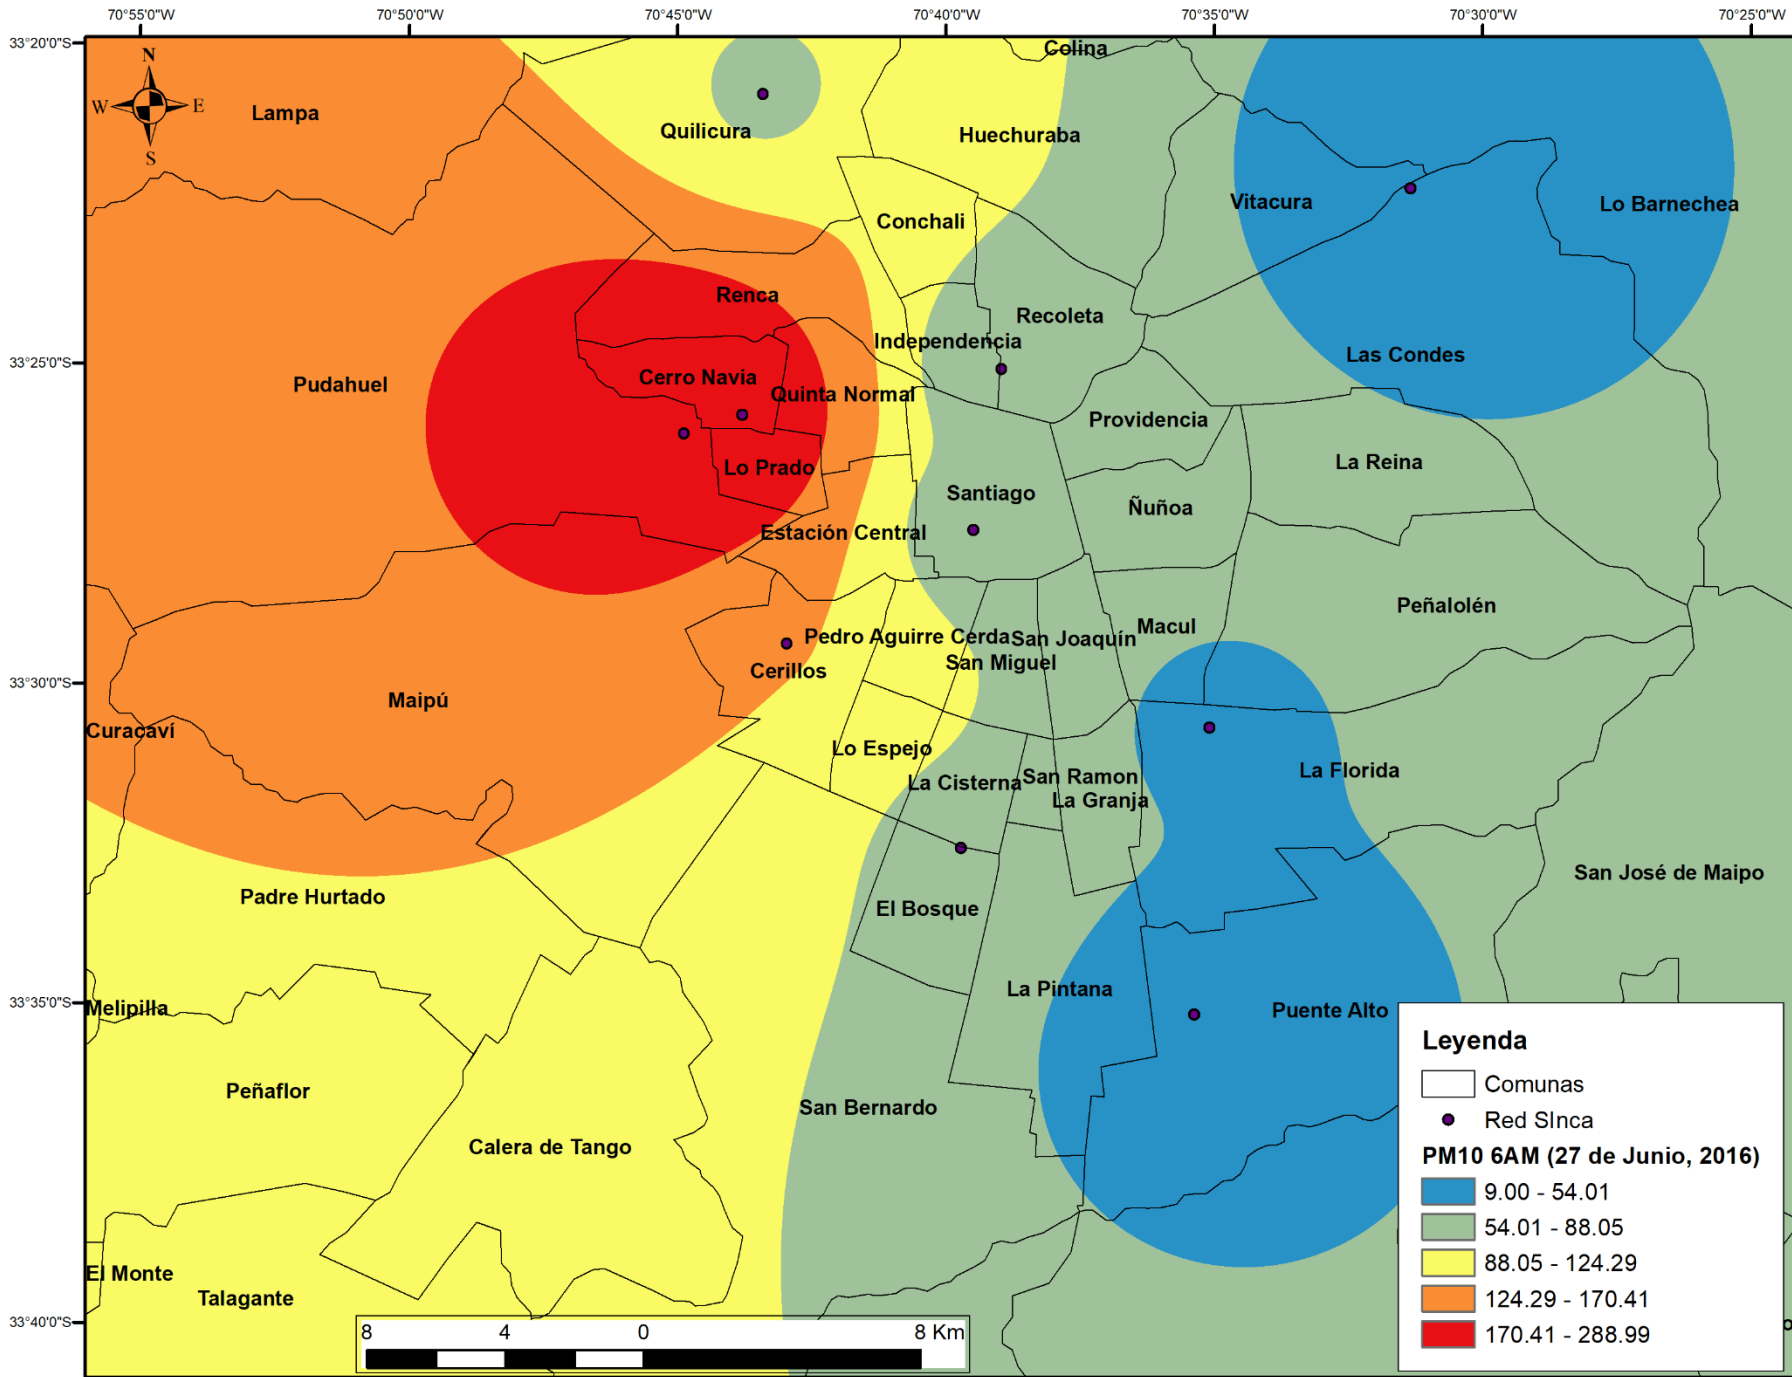 70°55'0"W
70°50'0"W
70°45'0"W
70°40'0"W
70°35'0"W
70°30'0"W
70°25'0"W
33°20'0"S
33°25'0"S
33°30'0"S
33°35'0"S
33°40'0"S
N
W
E
S
Colina
Lampa
Quilicura
Huechuraba
Vitacura
Lo Barnechea
Conchali
Renca
Recoleta
Independencia
Las Condes
Pudahuel
Cerro Navia
Quinta Normal
Providencia
La Reina
Lo Prado
Santiago
Ñuñoa
Estación Central
Peñalolén
Pedro Aguirre Cerda
San Joaquín
Macul
San Miguel
Cerillos
Maipú
Curacaví
Lo Espejo
La Florida
La Cisterna
San Ramon
La Granja
San José de Maipo
Padre Hurtado
El Bosque
La Pintana
Melipilla
Puente Alto
Peñaflor
San Bernardo
Calera de Tango
El Monte
Talagante
8 4 0 8 Km
Leyenda
Comunas
Red SInca
PM10 6AM (27 de Junio, 2016)
9.00 - 54.01
54.01 - 88.05
88.05 - 124.29
124.29 - 170.41
170.41 - 288.99